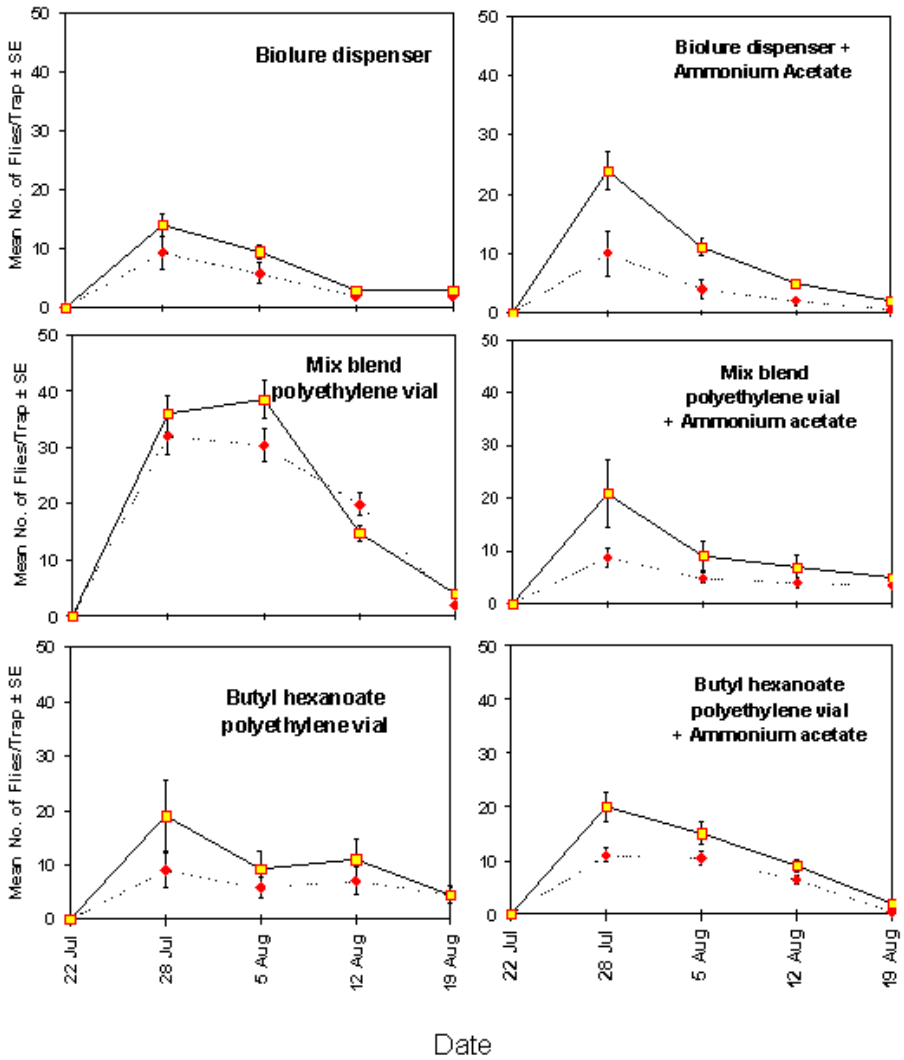 50
40
30
20
10
0
Mean No. of Flies/Trap ± SE
Biolure dispenser
50
40
30
20
10
0
Biolure dispenser +
Ammonium Acetate
50
40
30
20
10
0
Mean No. of Flies/Trap ± SE
Mix blend
polyethylene vial
50
40
30
20
10
0
Mix blend
polyethylene vial
+ Ammonium acetate
50
40
30
20
10
0
Mean No. of Flies/Trap ± SE
Butyl hexanoate
polyethylene vial
22 Jul
28 Jul
5 Aug
12 Aug
19 Aug
50
40
30
20
10
0
Butyl hexanoate
polyethylene vial
+ Ammonium acetate
22 Jul
28 Jul
5 Aug
12 Aug
19 Aug
Date